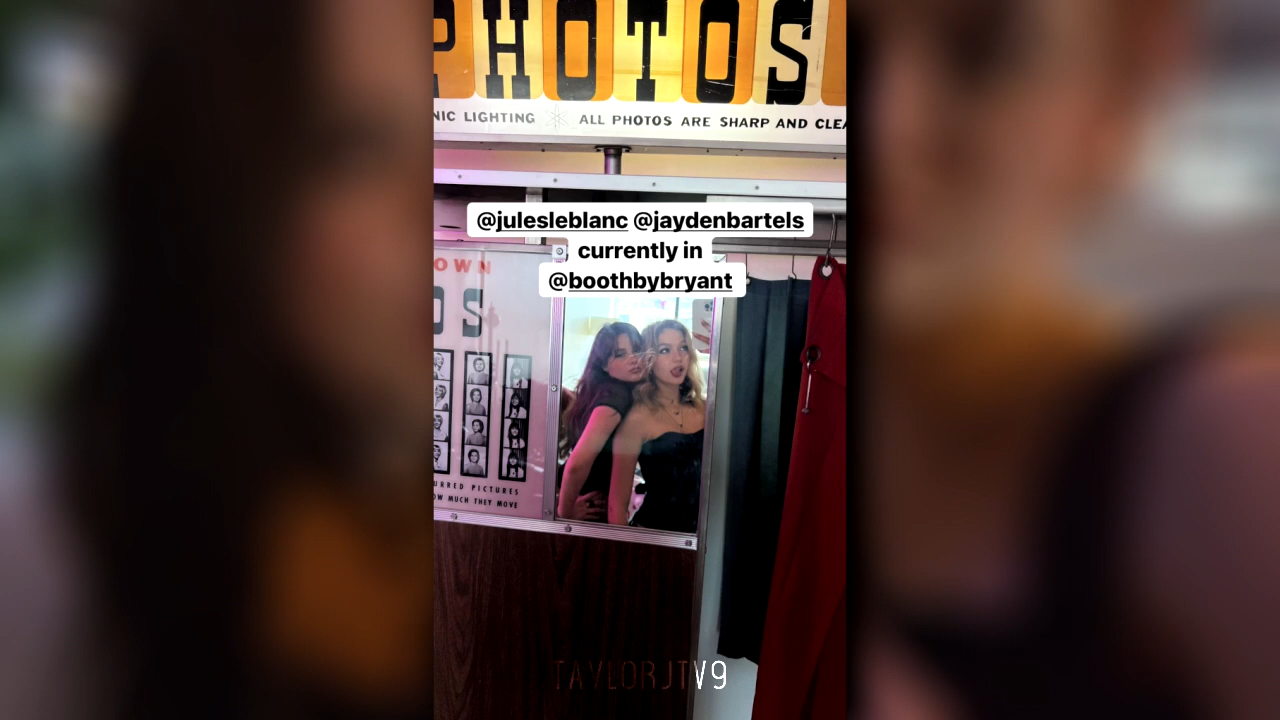 PHOTOS
NIC LIGHTING ALL PHOTOS ARE SHARP AND CLEA
@julesleblanc @jaydenbartels
currently in
@boothbybryant
OWN
OS
URRED PICTURES
OW MUCH THEY MOVE
TAYLORJTV9